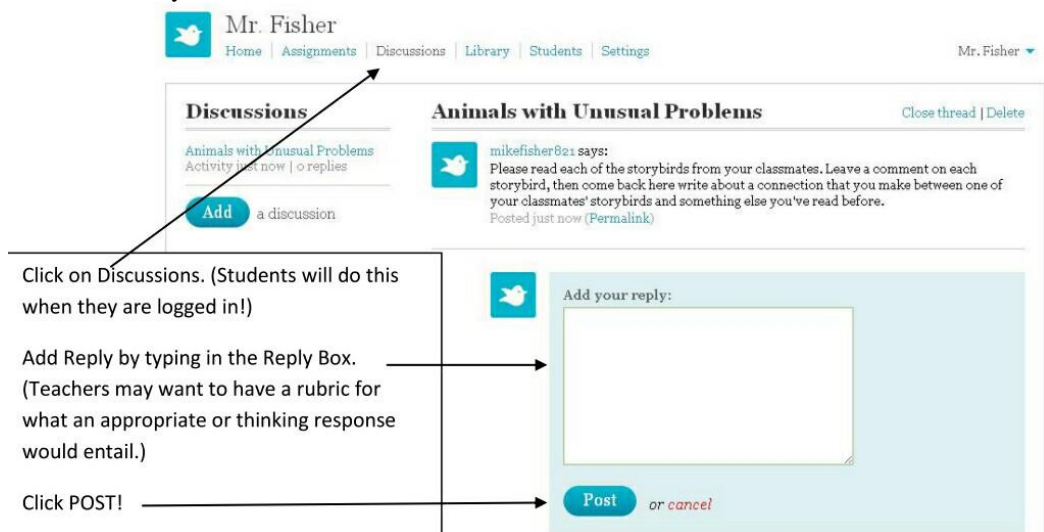 Mr. Fisher
Home | Assignments | Discussions | Library | Students | Settings
Mr. Fisher
Discussions
Animals with Unusual Problems
Activity just now | 0 replies
Add a discussion
Animals with Unusual Problems
Close thread | Delete
mikefisher821 says:
Please read each of the storybirds from your classmates. Leave a comment on each
storybird, then come back here write about a connection that you make between one of
your classmates' storybirds and something else you've read before.
Posted just now (Permalink)
Click on Discussions. (Students will do this
when they are logged in!)
Add Reply by typing in the Reply Box.
(Teachers may want to have a rubric for
what an appropriate or thinking response
would entail.)
Click POST!
Add your reply:
Post or cancel